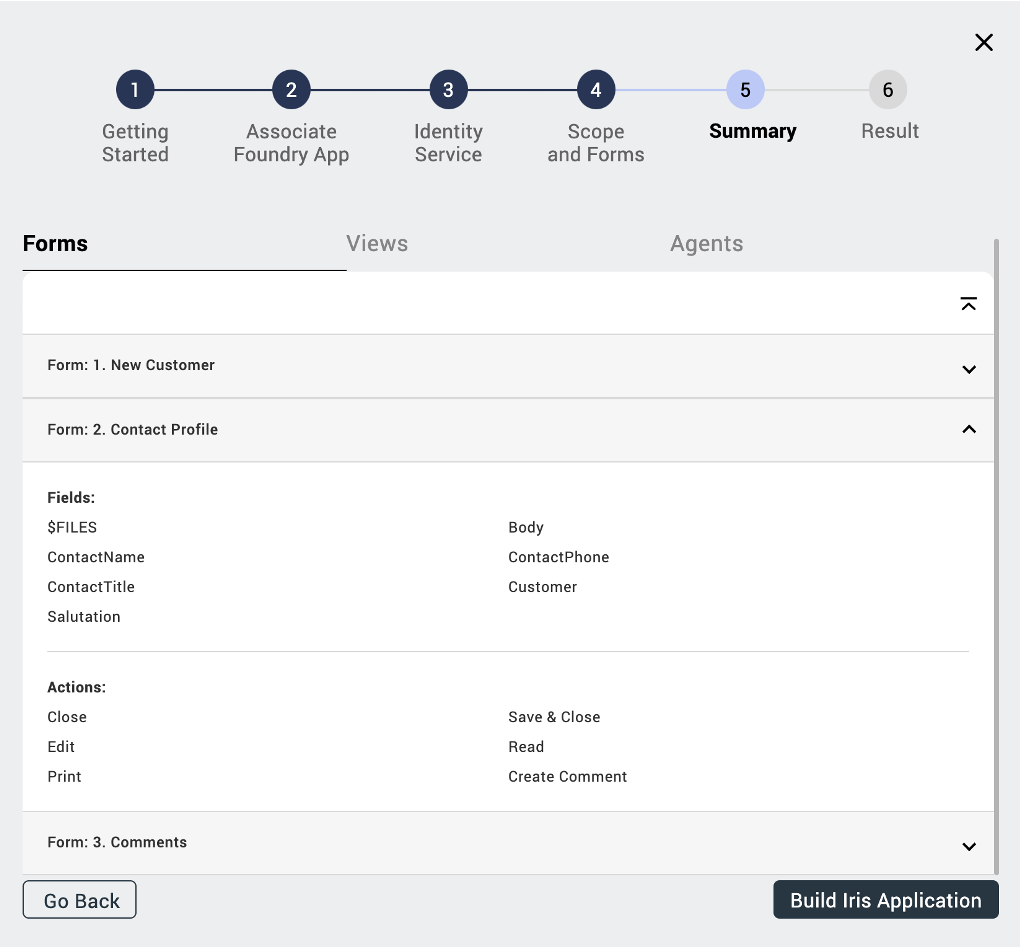 1
2
3
4
5
6
Getting
Started
Associate
Foundry App
Identity
Service
Scope
and Forms
Summary
Result
Forms
Views
Agents
Form: 1. New Customer
Form: 2. Contact Profile
Fields:
$FILES
Body
ContactName
ContactPhone
ContactTitle
Customer
Salutation
Actions:
Close
Save & Close
Edit
Read
Print
Create Comment
Form: 3. Comments
Go Back
Build Iris Application